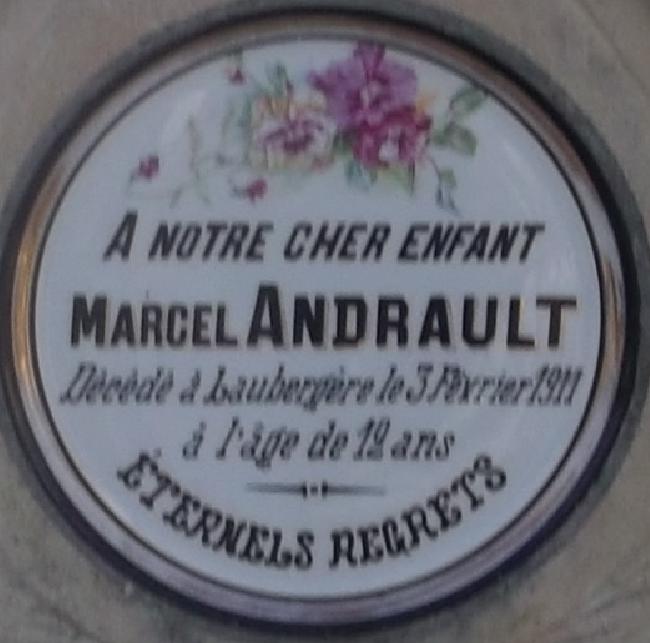 A NOTRE CHER ENFANT
MARCEL ANDRAULT
Décédé à Laubergère le 3 Février 1911
à l'âge de 12 ans
ÉTERNELS REGRETS